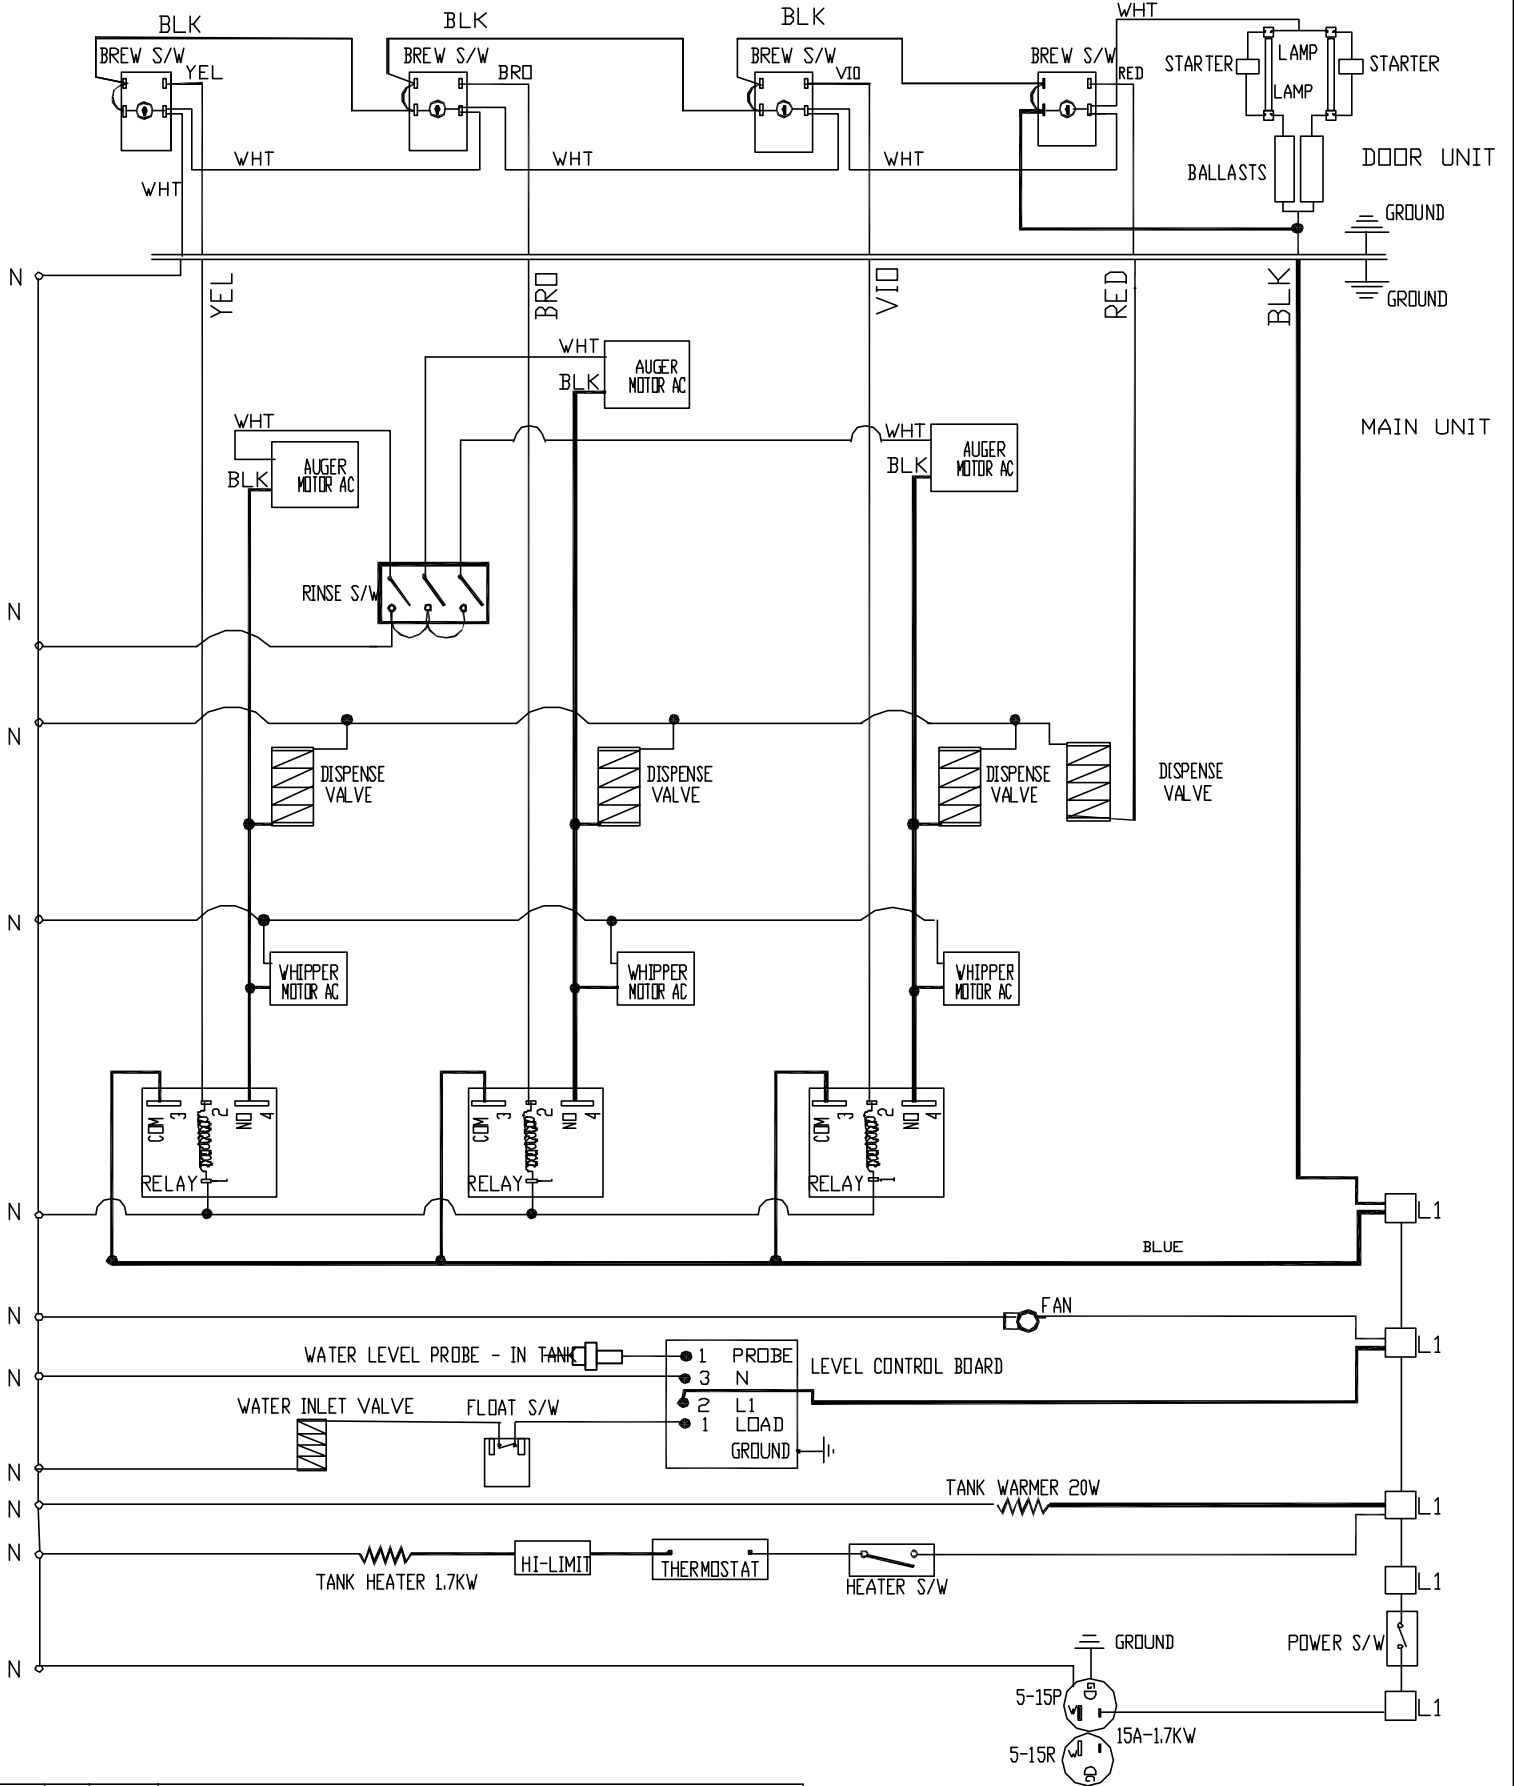 BLK
BLK
BLK
WHT
BREW S/W
BREW S/W
BREW S/W
BREW S/W
YEL
BRO
VIO
RED
STARTER
LAMP
LAMP
STARTER
WHT
WHT
WHT
WHT
BALLASTS
DOOR UNIT
GROUND
N
YEL
BRO
VIO
RED
BLK
GROUND
WHT
BLK
AUGER
MOTOR AC
MAIN UNIT
WHT
BLK
AUGER
MOTOR AC
WHT
BLK
AUGER
MOTOR AC
RINSE S/W
N
N
DISPENSE
VALVE
DISPENSE
VALVE
DISPENSE
VALVE
DISPENSE
VALVE
N
WHIPPER
MOTOR AC
WHIPPER
MOTOR AC
WHIPPER
MOTOR AC
COM 3 2 NO 4
RELAY 1
COM 3 2 NO 4
RELAY 1
COM 3 2 NO 4
RELAY 1
N
L1
BLUE
N
FAN
L1
WATER LEVEL PROBE - IN TANK
1 PROBE
LEVEL CONTROL BOARD
N
3 N
2 L1
1 LOAD
GROUND
WATER INLET VALVE
FLOAT S/W
N
N
TANK WARMER 20W
L1
N
TANK HEATER 1.7KW
HI-LIMIT
THERMOSTAT
HEATER S/W
L1
GROUND
POWER S/W
N
5-15P
GD
W
L1
15A-1.7KW
5-15R
W
GD